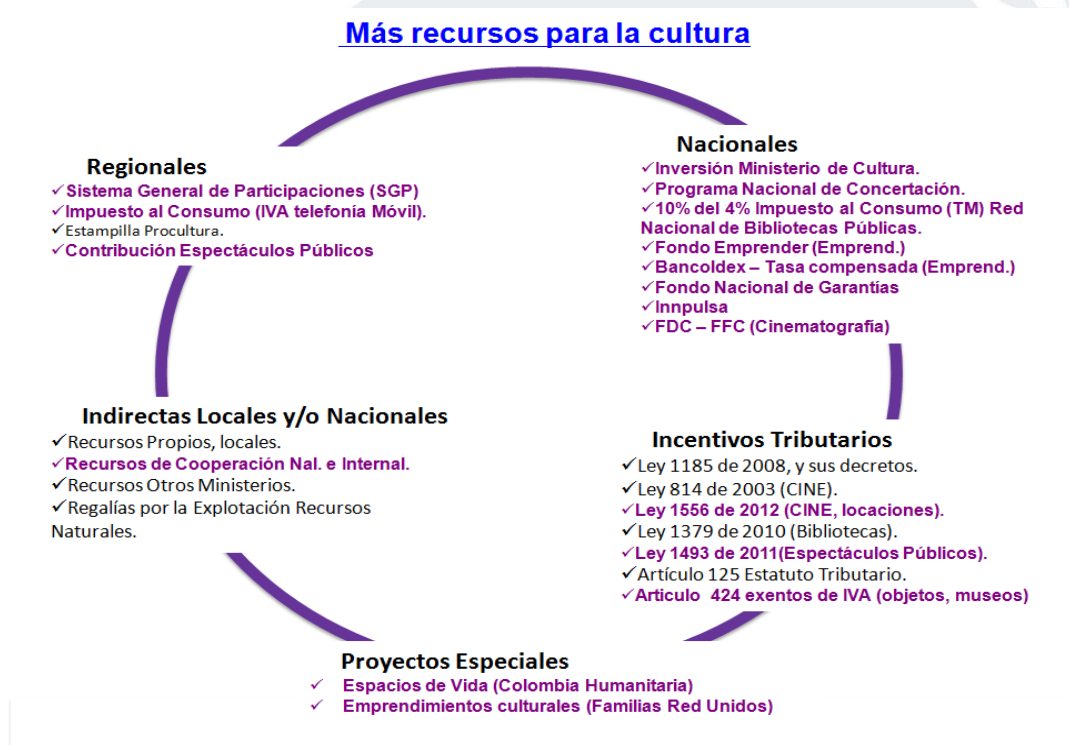 Más recursos para la cultura
Regionales
✓Sistema General de Participaciones (SGP)
✓Impuesto al Consumo (IVA telefonía Móvil).
✓Estampilla Procultura.
✓Contribución Espectáculos Públicos
Nacionales
✓Inversión Ministerio de Cultura.
✓Programa Nacional de Concertación.
✓10% del 4% Impuesto al Consumo (TM) Red
Nacional de Bibliotecas Públicas.
✓Fondo Emprender (Emprend.)
✓Bancoldex – Tasa compensada (Emprend.)
✓Fondo Nacional de Garantías
✓Innpulsa
✓FDC – FFC (Cinematografía)
Indirectas Locales y/o Nacionales
✓Recursos Propios, locales.
✓Recursos de Cooperación Nal. e Internal.
✓Recursos Otros Ministerios.
✓Regalías por la Explotación Recursos
Naturales.
Incentivos Tributarios
✓Ley 1185 de 2008, y sus decretos.
✓Ley 814 de 2003 (CINE).
✓Ley 1556 de 2012 (CINE, locaciones).
✓Ley 1379 de 2010 (Bibliotecas).
✓Ley 1493 de 2011(Espectáculos Públicos).
✓Artículo 125 Estatuto Tributario.
✓Articulo 424 exentos de IVA (objetos, museos)
Proyectos Especiales
✓ Espacios de Vida (Colombia Humanitaria)
✓ Emprendimientos culturales (Familias Red Unidos)